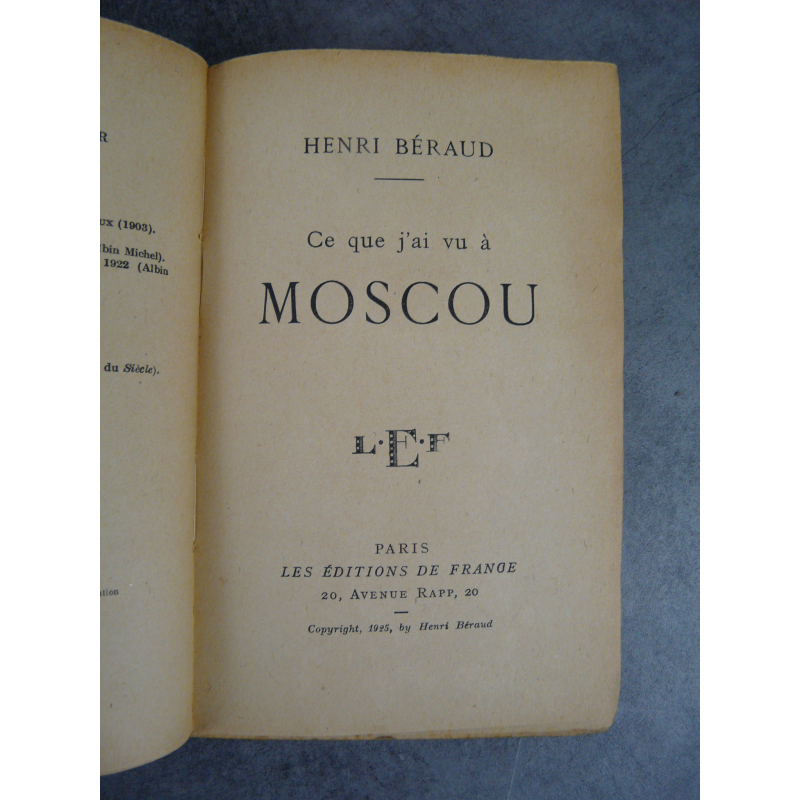 R
ux (1903).
bin Michel).
1922 (Albin
du Siècle).
HENRI BÉRAUD
Ce que j'ai vu à
MOSCOU
L·E·F
PARIS
LES ÉDITIONS DE FRANCE
20, AVENUE RAPP, 20
Copyright, 1925, by Henri Béraud